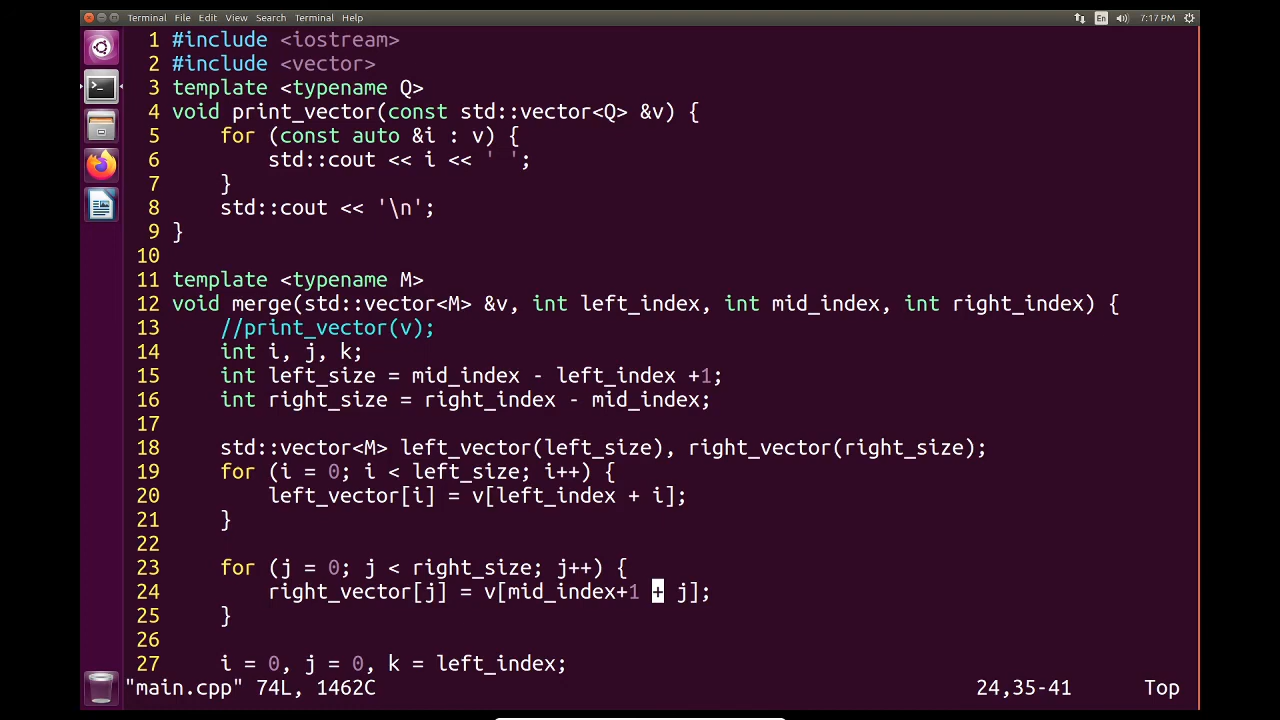 Terminal File Edit View Search Terminal Help En 7:17 PM
1 #include <iostream>
2 #include <vector>
3 template <typename Q>
4 void print_vector(const std::vector<Q> &v) {
5     for (const auto &i : v) {
6         std::cout << i << ' ';
7     }
8     std::cout << '\n';
9 }
10
11 template <typename M>
12 void merge(std::vector<M> &v, int left_index, int mid_index, int right_index) {
13     //print_vector(v);
14     int i, j, k;
15     int left_size = mid_index - left_index +1;
16     int right_size = right_index - mid_index;
17
18     std::vector<M> left_vector(left_size), right_vector(right_size);
19     for (i = 0; i < left_size; i++) {
20         left_vector[i] = v[left_index + i];
21     }
22
23     for (j = 0; j < right_size; j++) {
24         right_vector[j] = v[mid_index+1 + j];
25     }
26
27     i = 0, j = 0, k = left_index;
"main.cpp" 74L, 1462C 24,35-41 Top